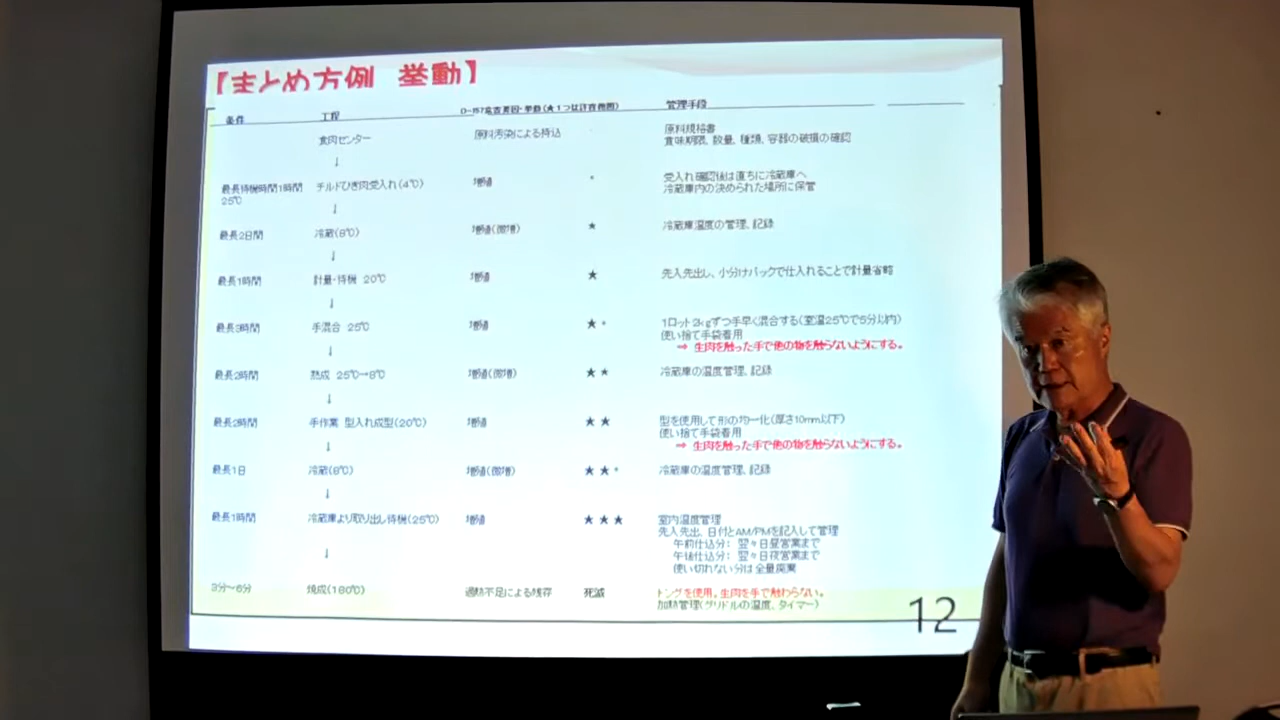 【まとめ方例 挙動】
条件 工程 O-157危害要因・挙動(★1つは許容範囲) 管理手段
食肉センター 原料汚染による持込 原料規格書
賞味期限、数量、種類、容器の破損の確認
↓
最長待機時間1時間 チルドひき肉受入れ(4℃) 増殖 受入れ確認後は直ちに冷蔵庫へ
25℃ 冷蔵庫内の決められた場所に保管
↓
最長2日間 冷蔵(8℃) 増殖(微増) ★ 冷蔵庫温度の管理、記録
↓
最長1時間 計量・待機 20℃ 増殖 ★ 先入先出し、小分けパックで仕入れることで計量省略
↓
最長3時間 手混合 25℃ 増殖 ★★ 1ロット2kgずつ手早く混合する(室温25℃で5分以内)
使い捨て手袋着用
⇒ 生肉を触った手で他の物を触らないようにする。
↓
最長2時間 熟成 25℃→8℃ 増殖(微増) ★★ 冷蔵庫の温度管理、記録
↓
最長2時間 手作業 型入れ成型(20℃) 増殖 ★★ 型を使用して形の均一化(厚さ10mm以下)
使い捨て手袋着用
⇒ 生肉を触った手で他の物を触らないようにする。
↓
最長1日 冷蔵(8℃) 増殖(微増) ★★★ 冷蔵庫の温度管理、記録
↓
最長1時間 冷蔵庫より取り出し待機(25℃) 増殖 ★★★ 室内温度管理
先入先出、日付とAM/PMを記入して管理
午前仕込分: 翌々日昼営業まで
↓ 午後仕込分: 翌々日夜営業まで
使い切れない分は全量廃棄
3分～6分 焼成(180℃) 過熱不足による残存 死滅 トングを使用。生肉を手で触わらない。
加熱管理(グリドルの温度、タイマー)
12